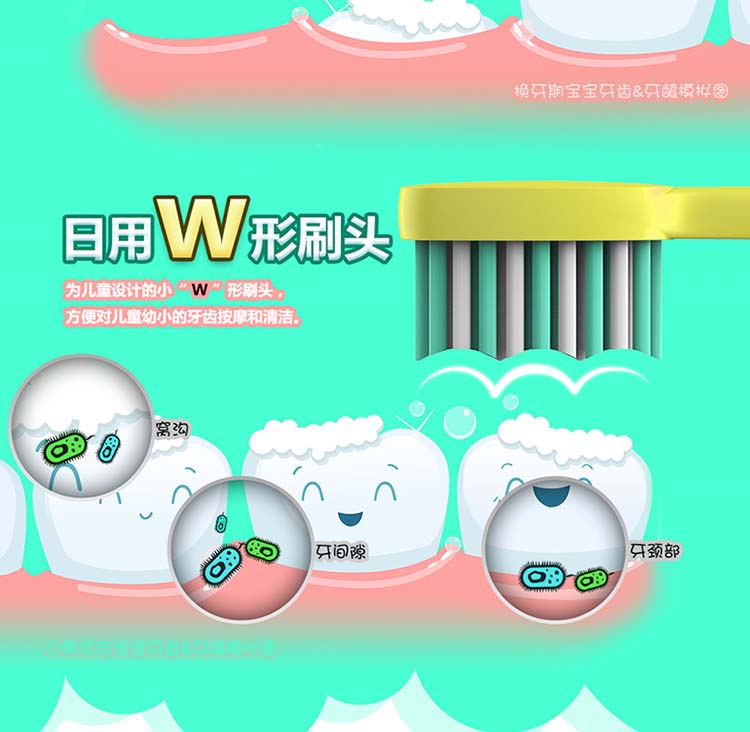 换牙期宝宝牙齿&牙龈模拟图
日用W形刷头
为儿童设计的小“W”形刷头，
方便对儿童幼小的牙齿按摩和清洁。
窝沟
牙间隙
牙颈部